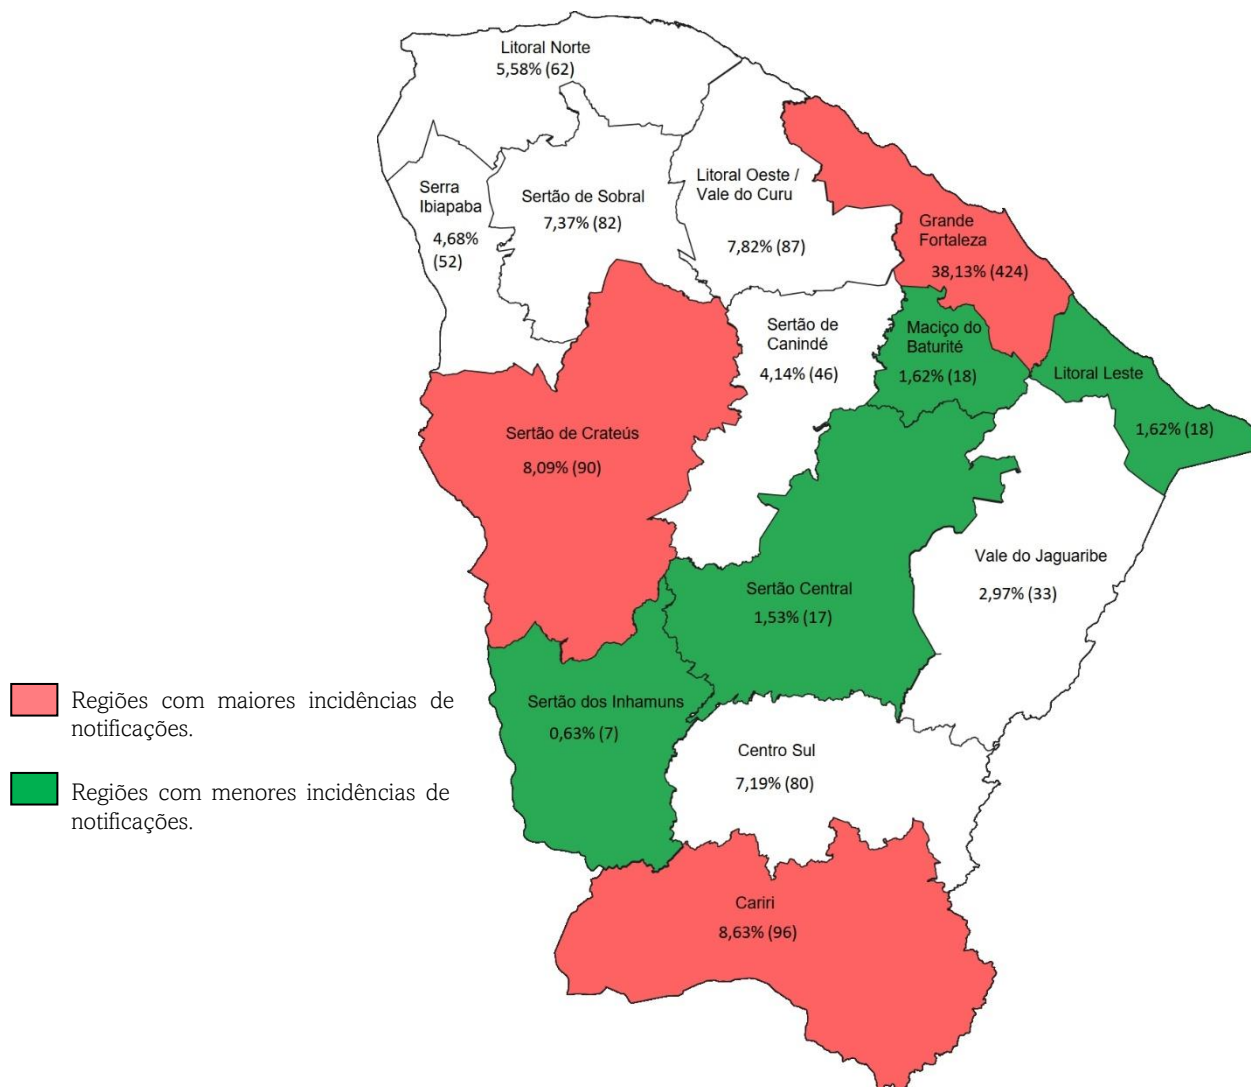 Litoral Norte
5,58% (62)
Serra
Ibiapaba
4,68%
(52)
Sertão de Sobral
7,37% (82)
Litoral Oeste /
Vale do Curu
7,82% (87)
Grande
Fortaleza
38,13% (424)
Sertão de
Canindé
4,14% (46)
Maciço do
Baturité
1,62% (18)
Litoral Leste
1,62% (18)
Sertão de Crateús
8,09% (90)
Vale do Jaguaribe
2,97% (33)
Sertão Central
1,53% (17)
Sertão dos Inhamuns
0,63% (7)
Centro Sul
7,19% (80)
Cariri
8,63% (96)
Regiões com maiores incidências de
notificações.
Regiões com menores incidências de
notificações.